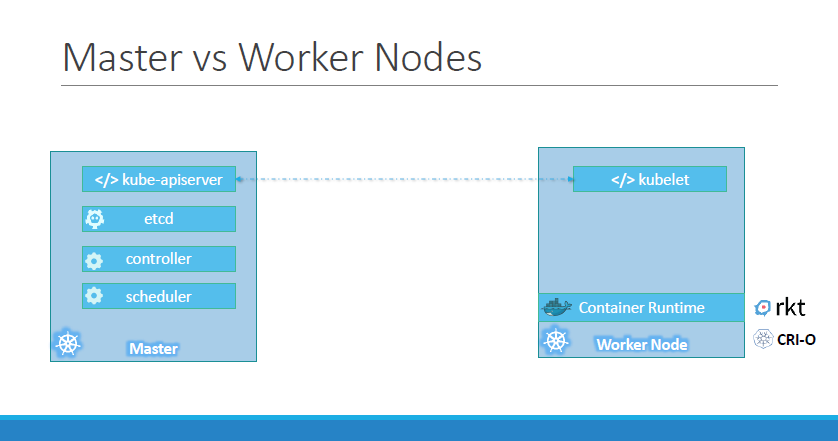 Master vs Worker Nodes
</> kube-apiserver
etcd
controller
scheduler
Master
</> kubelet
Container Runtime
Worker Node
rkt
CRI-O